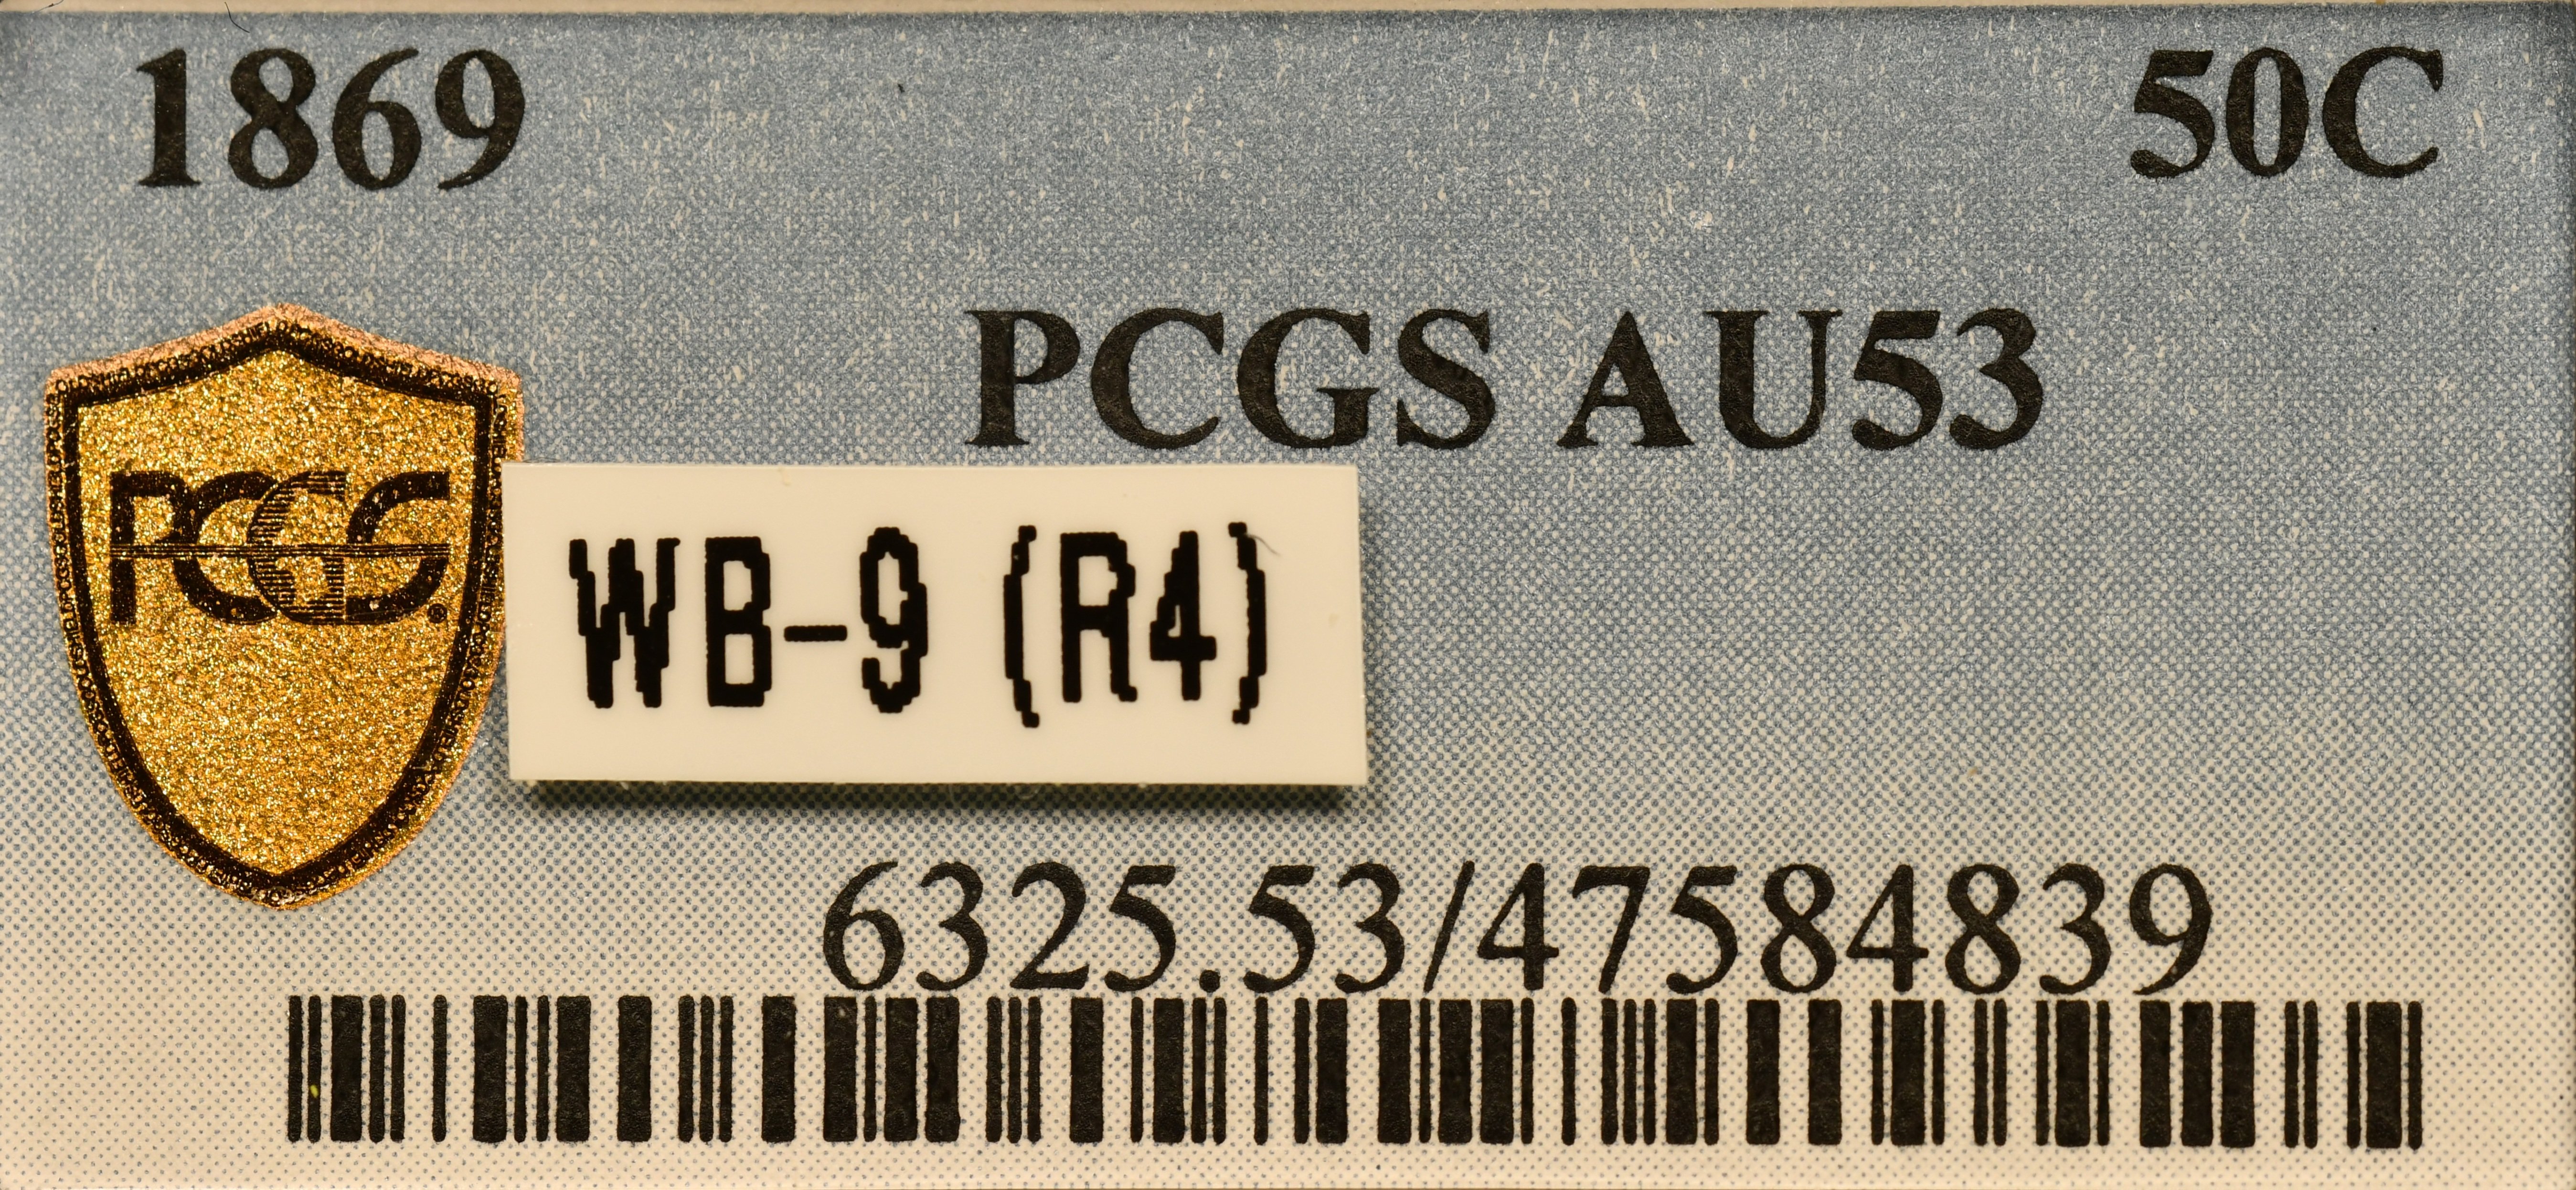 1869 50C
PCGS AU53
PCGS
WB-9 (R4)
6325.53/47584839